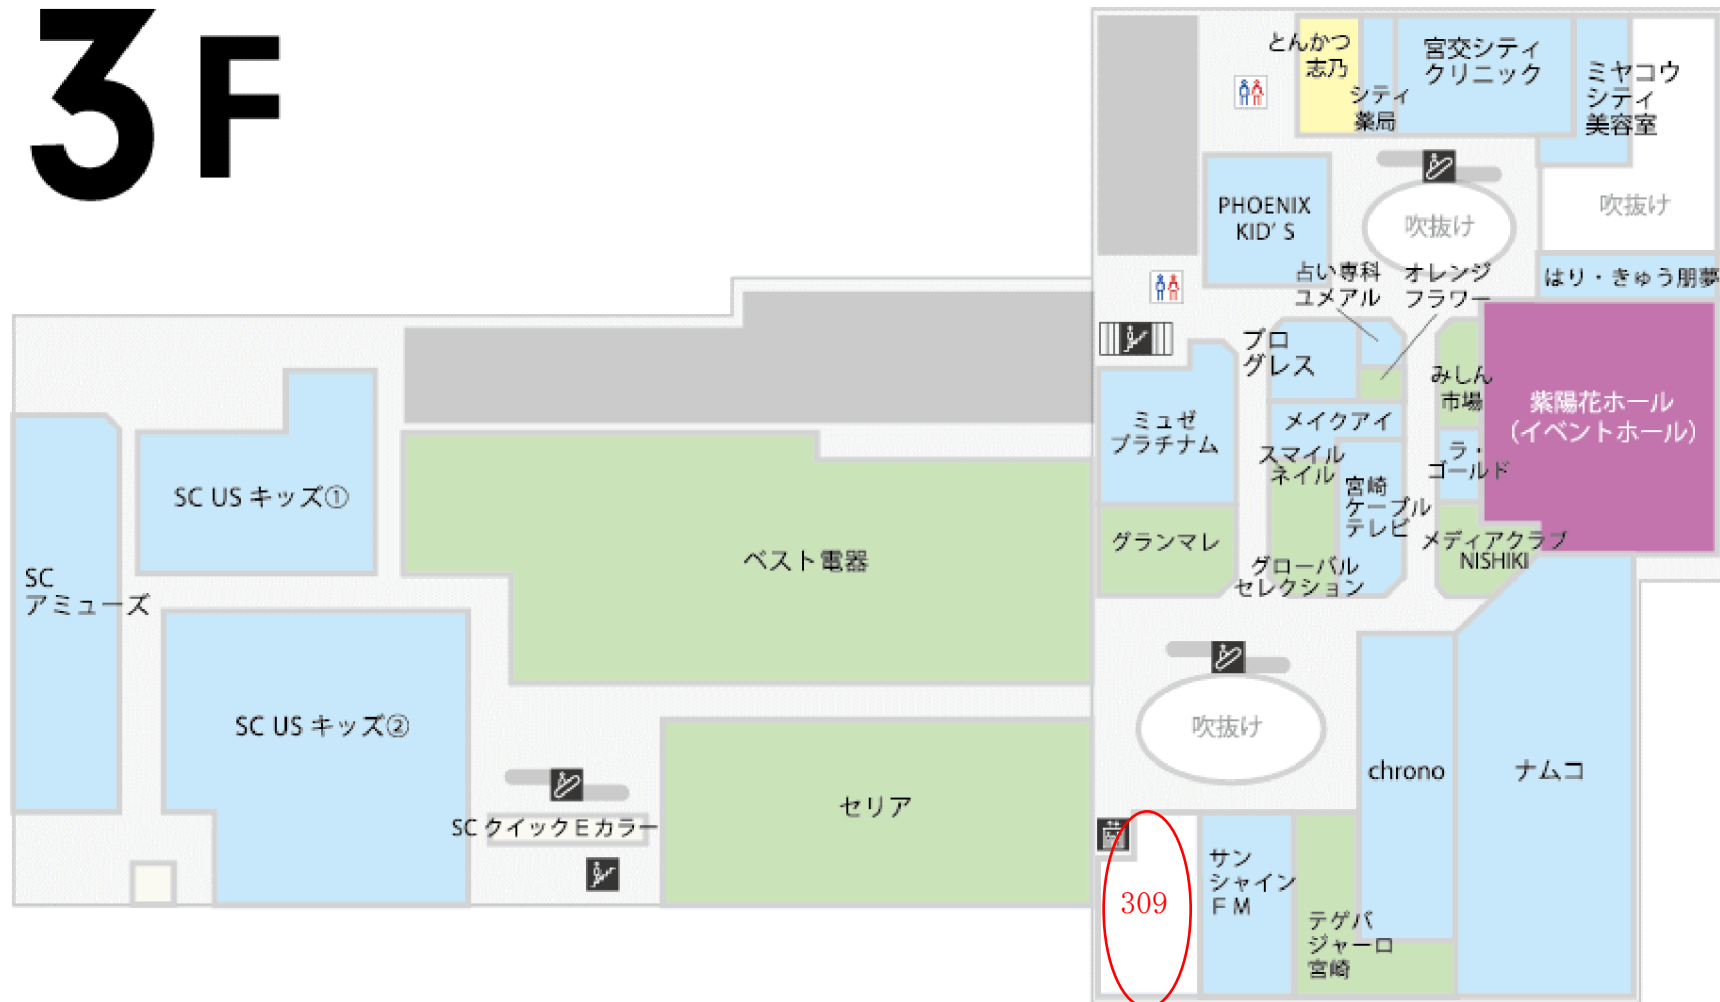 3F
とんかつ
志乃
シティ
薬局
宮交シティ
クリニック
ミヤコウ
シティ
美容室
吹抜け
PHOENIX
KID'S
吹抜け
はり・きゅう朋夢
占い専科
ユメアル
オレンジ
フラワー
プロ
グレス
みしん
市場
紫陽花ホール
(イベントホール)
ミュゼ
プラチナム
メイクアイ
スマイル
ネイル
ラ・
ゴールド
宮崎
ケーブル
テレビ
グランマレ
メディアクラブ
NISHIKI
グローバル
セレクション
SC US キッズ①
ベスト電器
SC
アミューズ
SC US キッズ②
吹抜け
chrono
ナムコ
セリア
SC クイックEカラー
309
サン
シャイン
FM
テゲバ
ジャーロ
宮崎